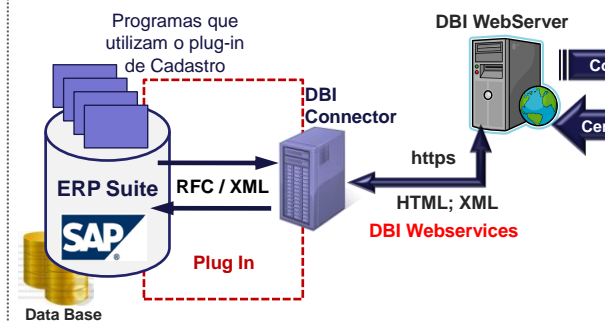 Programas que
utilizam o plug-in
de Cadastro
DBI WebServer
DBI
Connector
https
ERP Suite
RFC / XML
HTML; XML
DBI Webservices
SAP
Plug In
Data Base